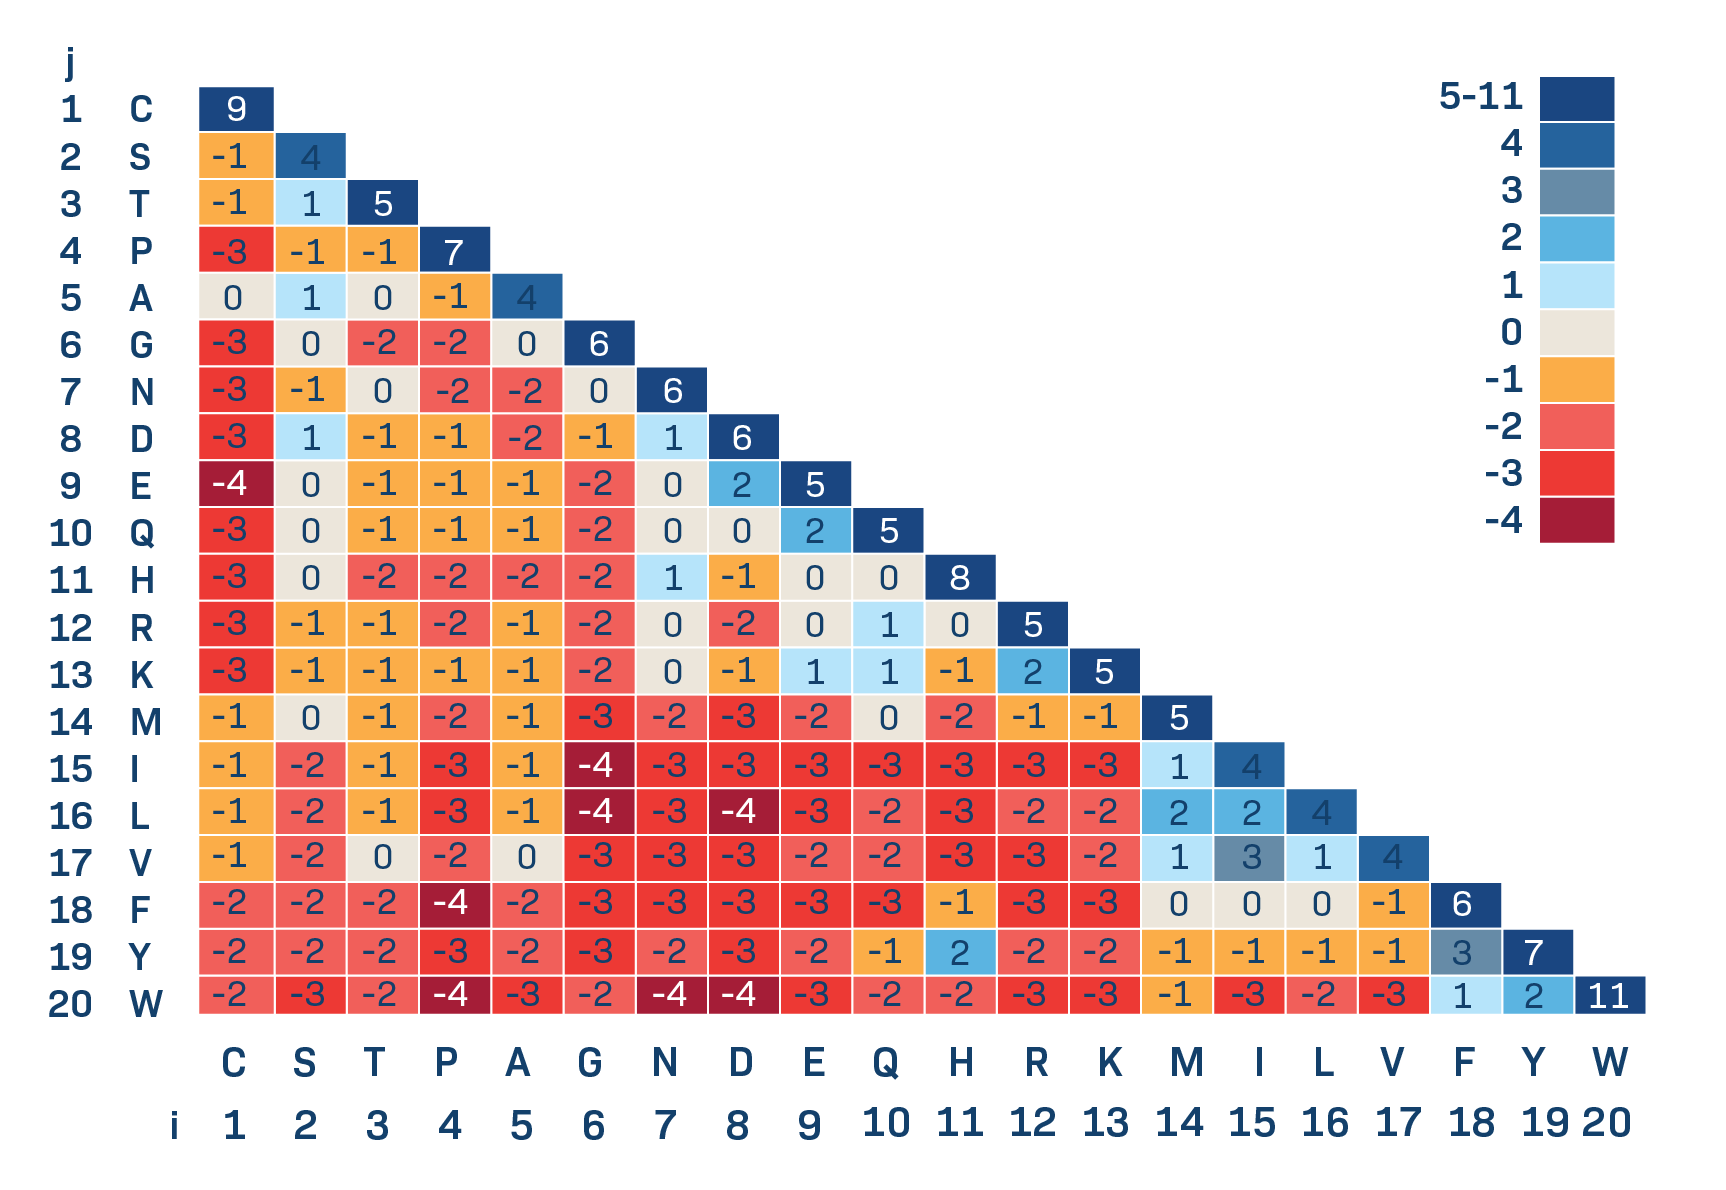 j
1 C 9
2 S -1 4
3 T -1 1 5
4 P -3 -1 -1 7
5 A 0 1 0 -1 4
6 G -3 0 -2 -2 0 6
7 N -3 -1 0 -2 -2 0 6
8 D -3 1 -1 -1 -2 -1 1 6
9 E -4 0 -1 -1 -1 -2 0 2 5
10 Q -3 0 -1 -1 -1 -2 0 0 2 5
11 H -3 0 -2 -2 -2 -2 1 -1 0 0 8
12 R -3 -1 -1 -2 -1 -2 0 -2 0 1 0 5
13 K -3 -1 -1 -1 -1 -2 0 -1 1 1 -1 2 5
14 M -1 0 -1 -2 -1 -3 -2 -3 -2 0 -2 -1 -1 5
15 I -1 -2 -1 -3 -1 -4 -3 -3 -3 -3 -3 -3 -3 1 4
16 L -1 -2 -1 -3 -1 -4 -3 -4 -3 -2 -3 -2 -2 2 2 4
17 V -1 -2 0 -2 0 -3 -3 -3 -2 -2 -3 -3 -2 1 3 1 4
18 F -2 -2 -2 -4 -2 -3 -3 -3 -3 -3 -1 -3 -3 0 0 0 -1 6
19 Y -2 -2 -2 -3 -2 -3 -2 -3 -2 -1 2 -2 -2 -1 -1 -1 -1 3 7
20 W -2 -3 -2 -4 -3 -2 -4 -4 -3 -2 -2 -3 -3 -1 -3 -2 -3 1 2 11
C S T P A G N D E Q H R K M I L V F Y W
i 1 2 3 4 5 6 7 8 9 10 11 12 13 14 15 16 17 18 19 20
5-11
4
3
2
1
0
-1
-2
-3
-4